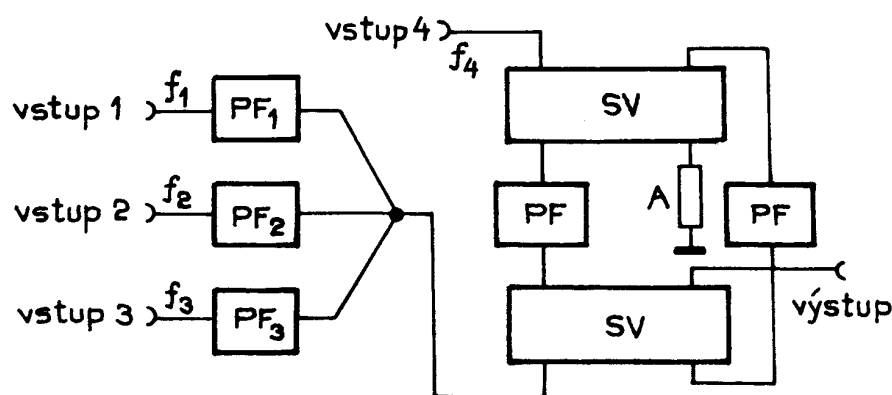 vstup 4
f4
SV
vstup 1
f1
PF1
vstup 2
f2
PF2
PF
A
PF
vstup 3
f3
PF3
SV
výstup